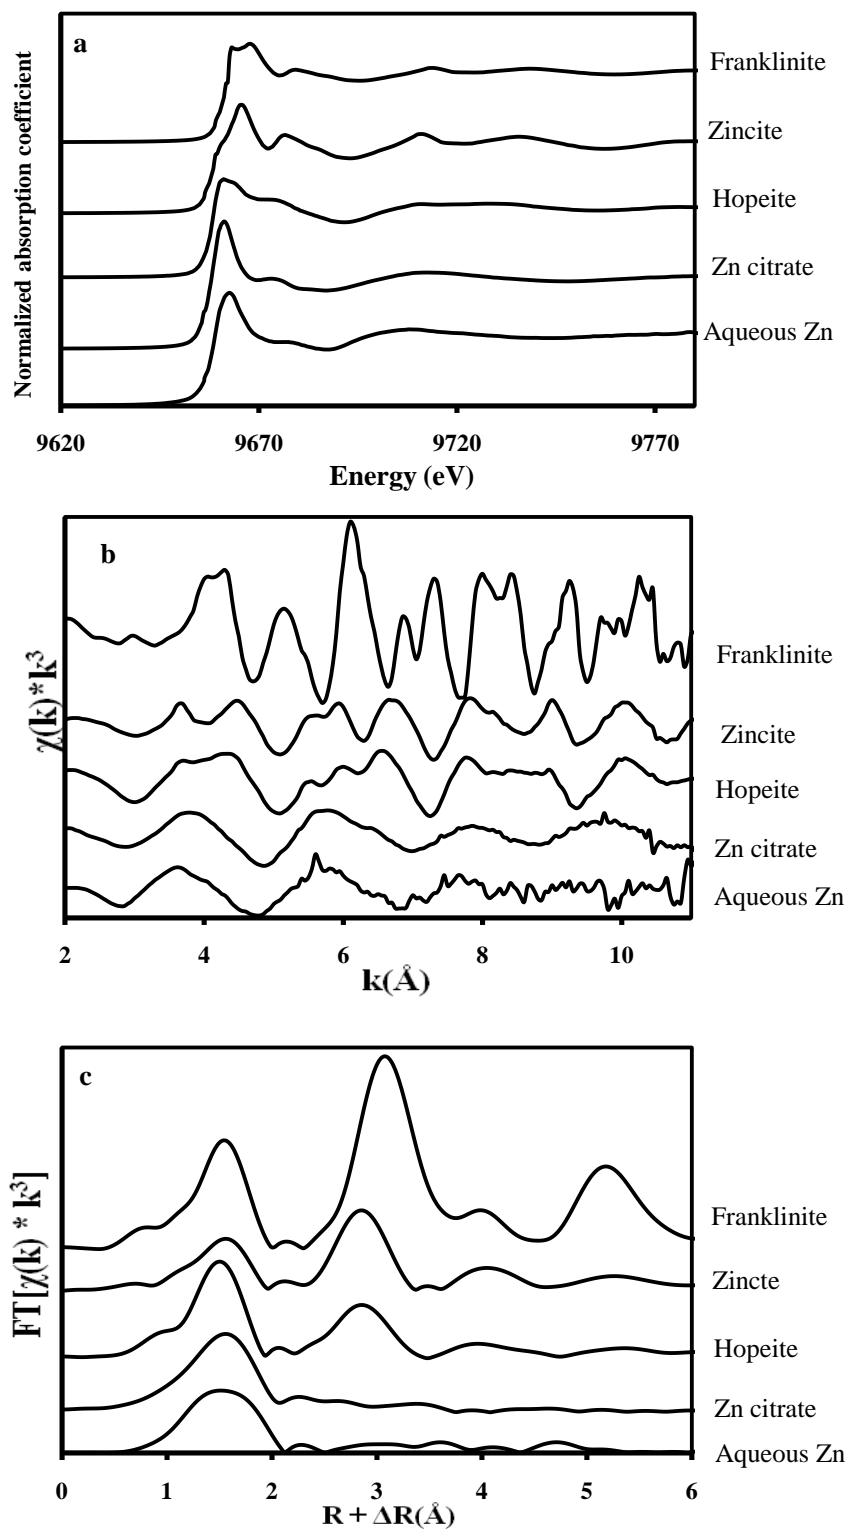 a
Normalized absorption coefficient
Franklinite
Zincite
Hopeite
Zn citrate
Aqueous Zn
9620 9670 9720 9770
Energy (eV)
b
χ(k)*k³
Franklinite
Zincite
Hopeite
Zn citrate
Aqueous Zn
2 4 6 8 10
k(Å)
c
FT[χ(k) * k³]
Franklinite
Zincte
Hopeite
Zn citrate
Aqueous Zn
0 1 2 3 4 5 6
R + ΔR(Å)